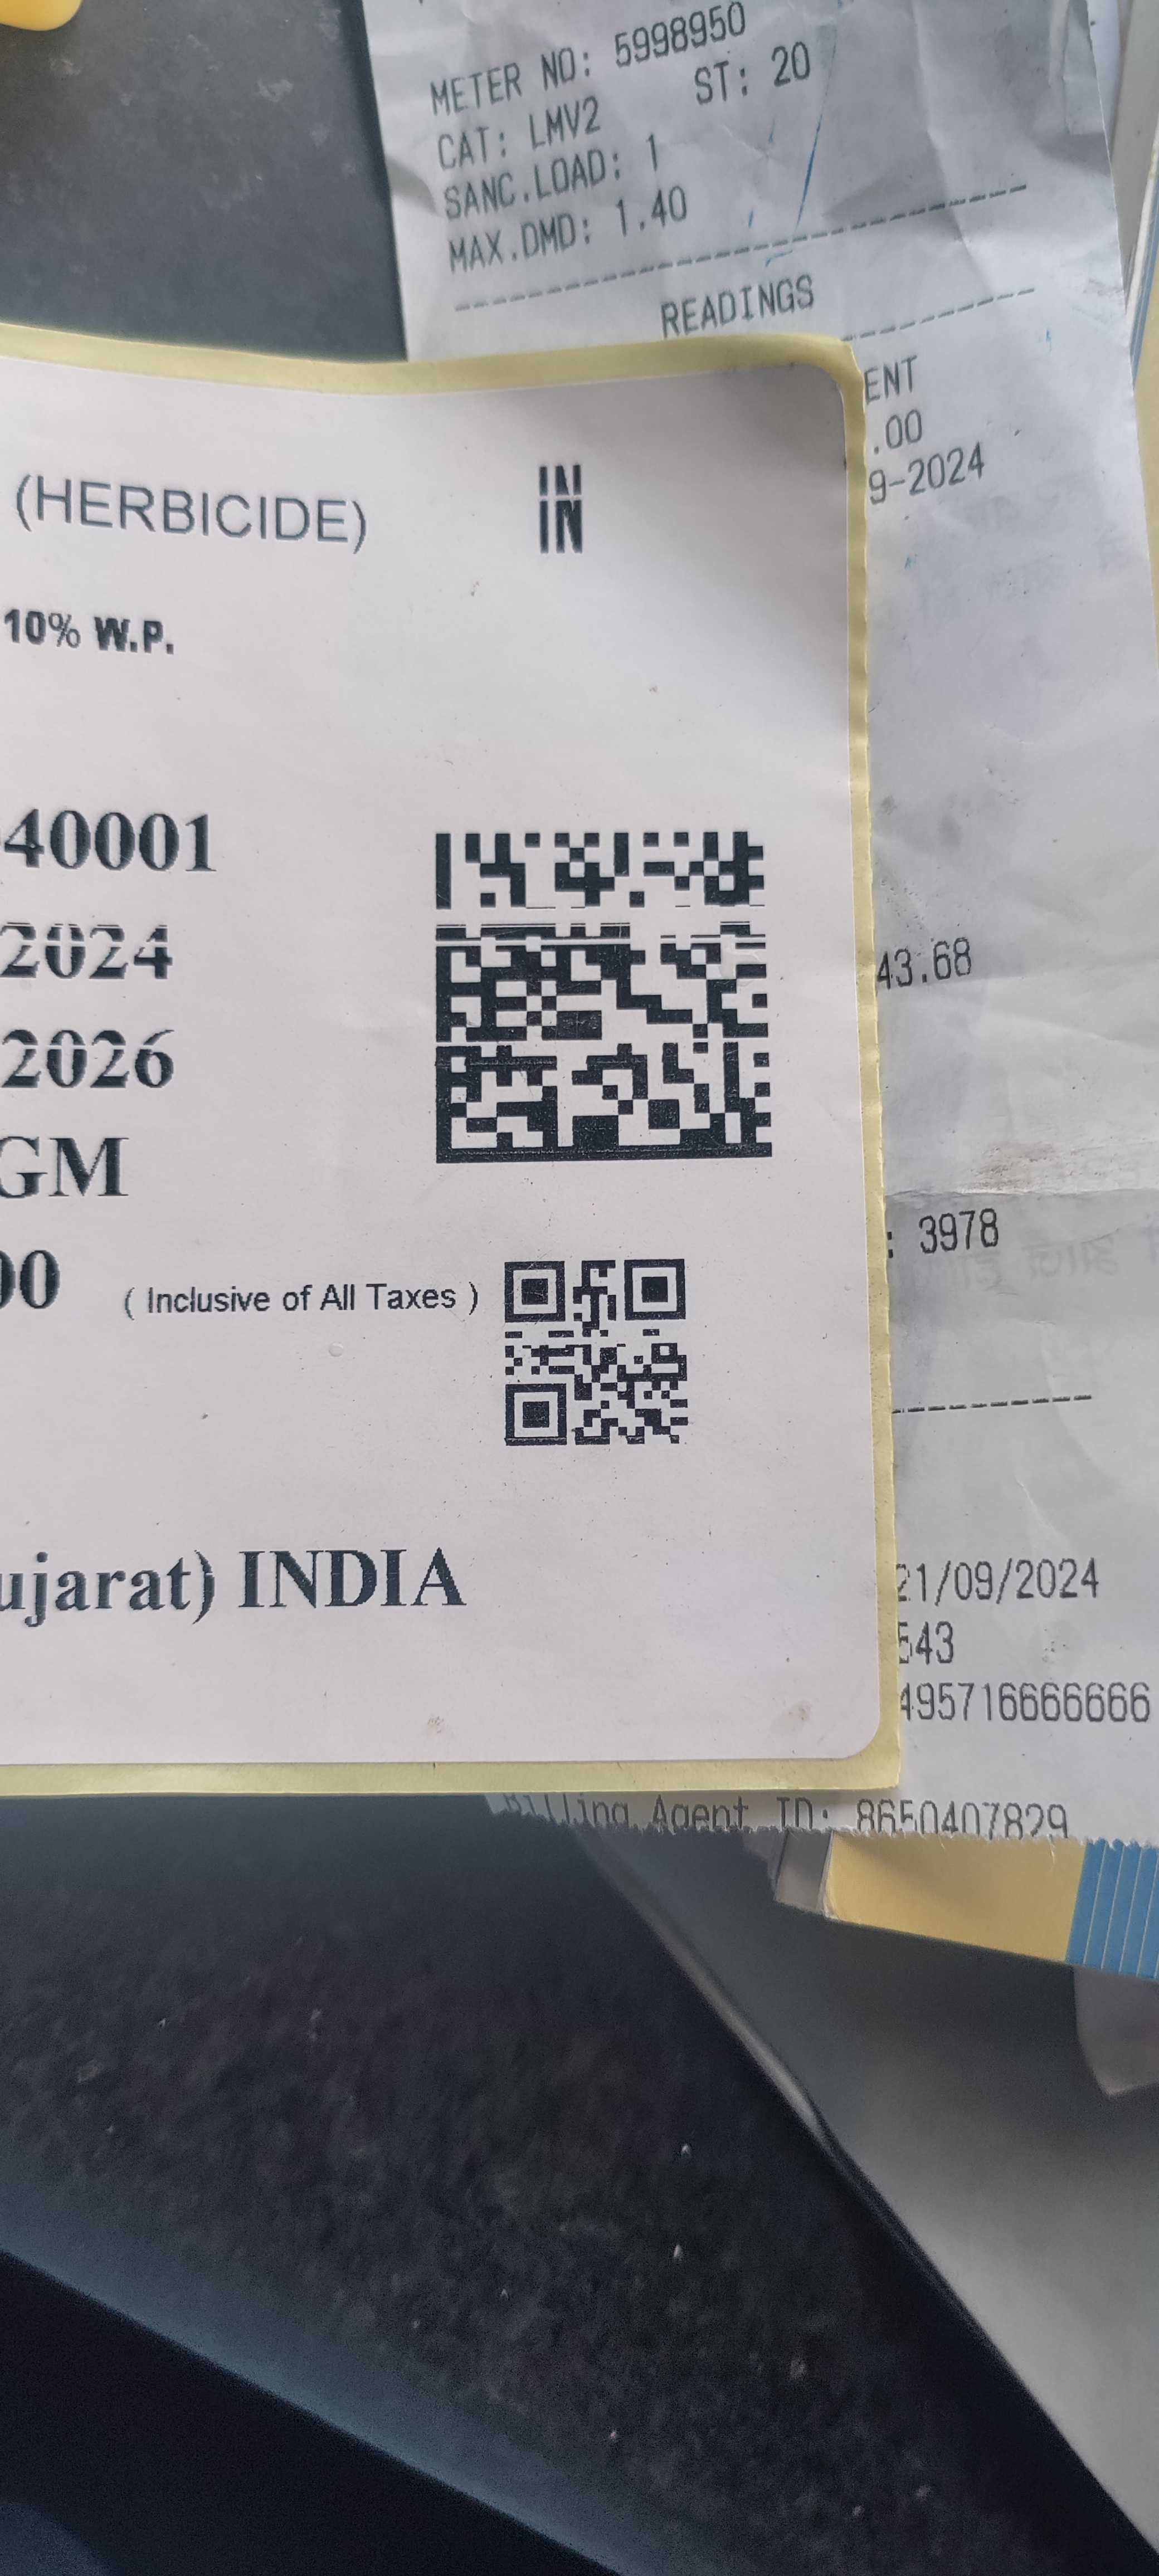 METER NO: 5998950
CAT: LMV2 ST: 20
SANC.LOAD: 1
MAX.DMD: 1.40
READINGS
ENT
.00
9-2024
43.68
: 3978
21/09/2024
543
495716666666
Billing Agent ID: 8650407829
(HERBICIDE) IN
10% W.P.
40001
2024
2026
GM
00 ( Inclusive of All Taxes )
ujarat) INDIA